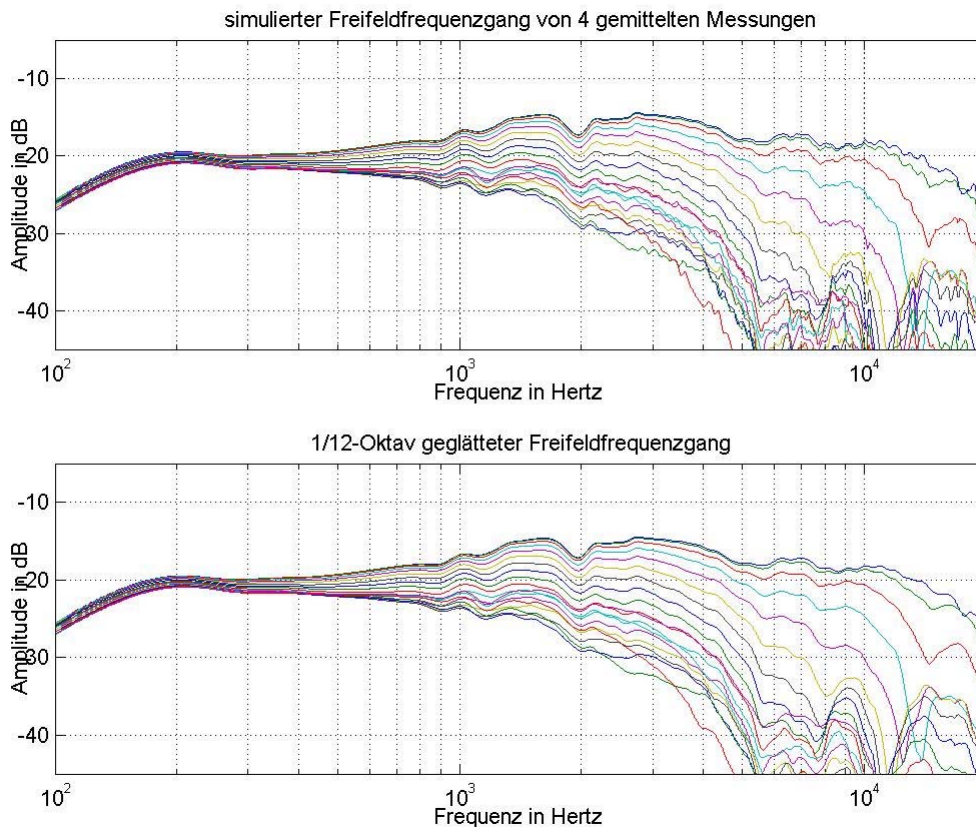 simulierter Freifeldfrequenzgang von 4 gemittelten Messungen
Amplitude in dB
-10
-20
-30
-40
10²
10³
10⁴
Frequenz in Hertz
1/12-Oktav geglätteter Freifeldfrequenzgang
Amplitude in dB
-10
-20
-30
-40
10²
10³
10⁴
Frequenz in Hertz